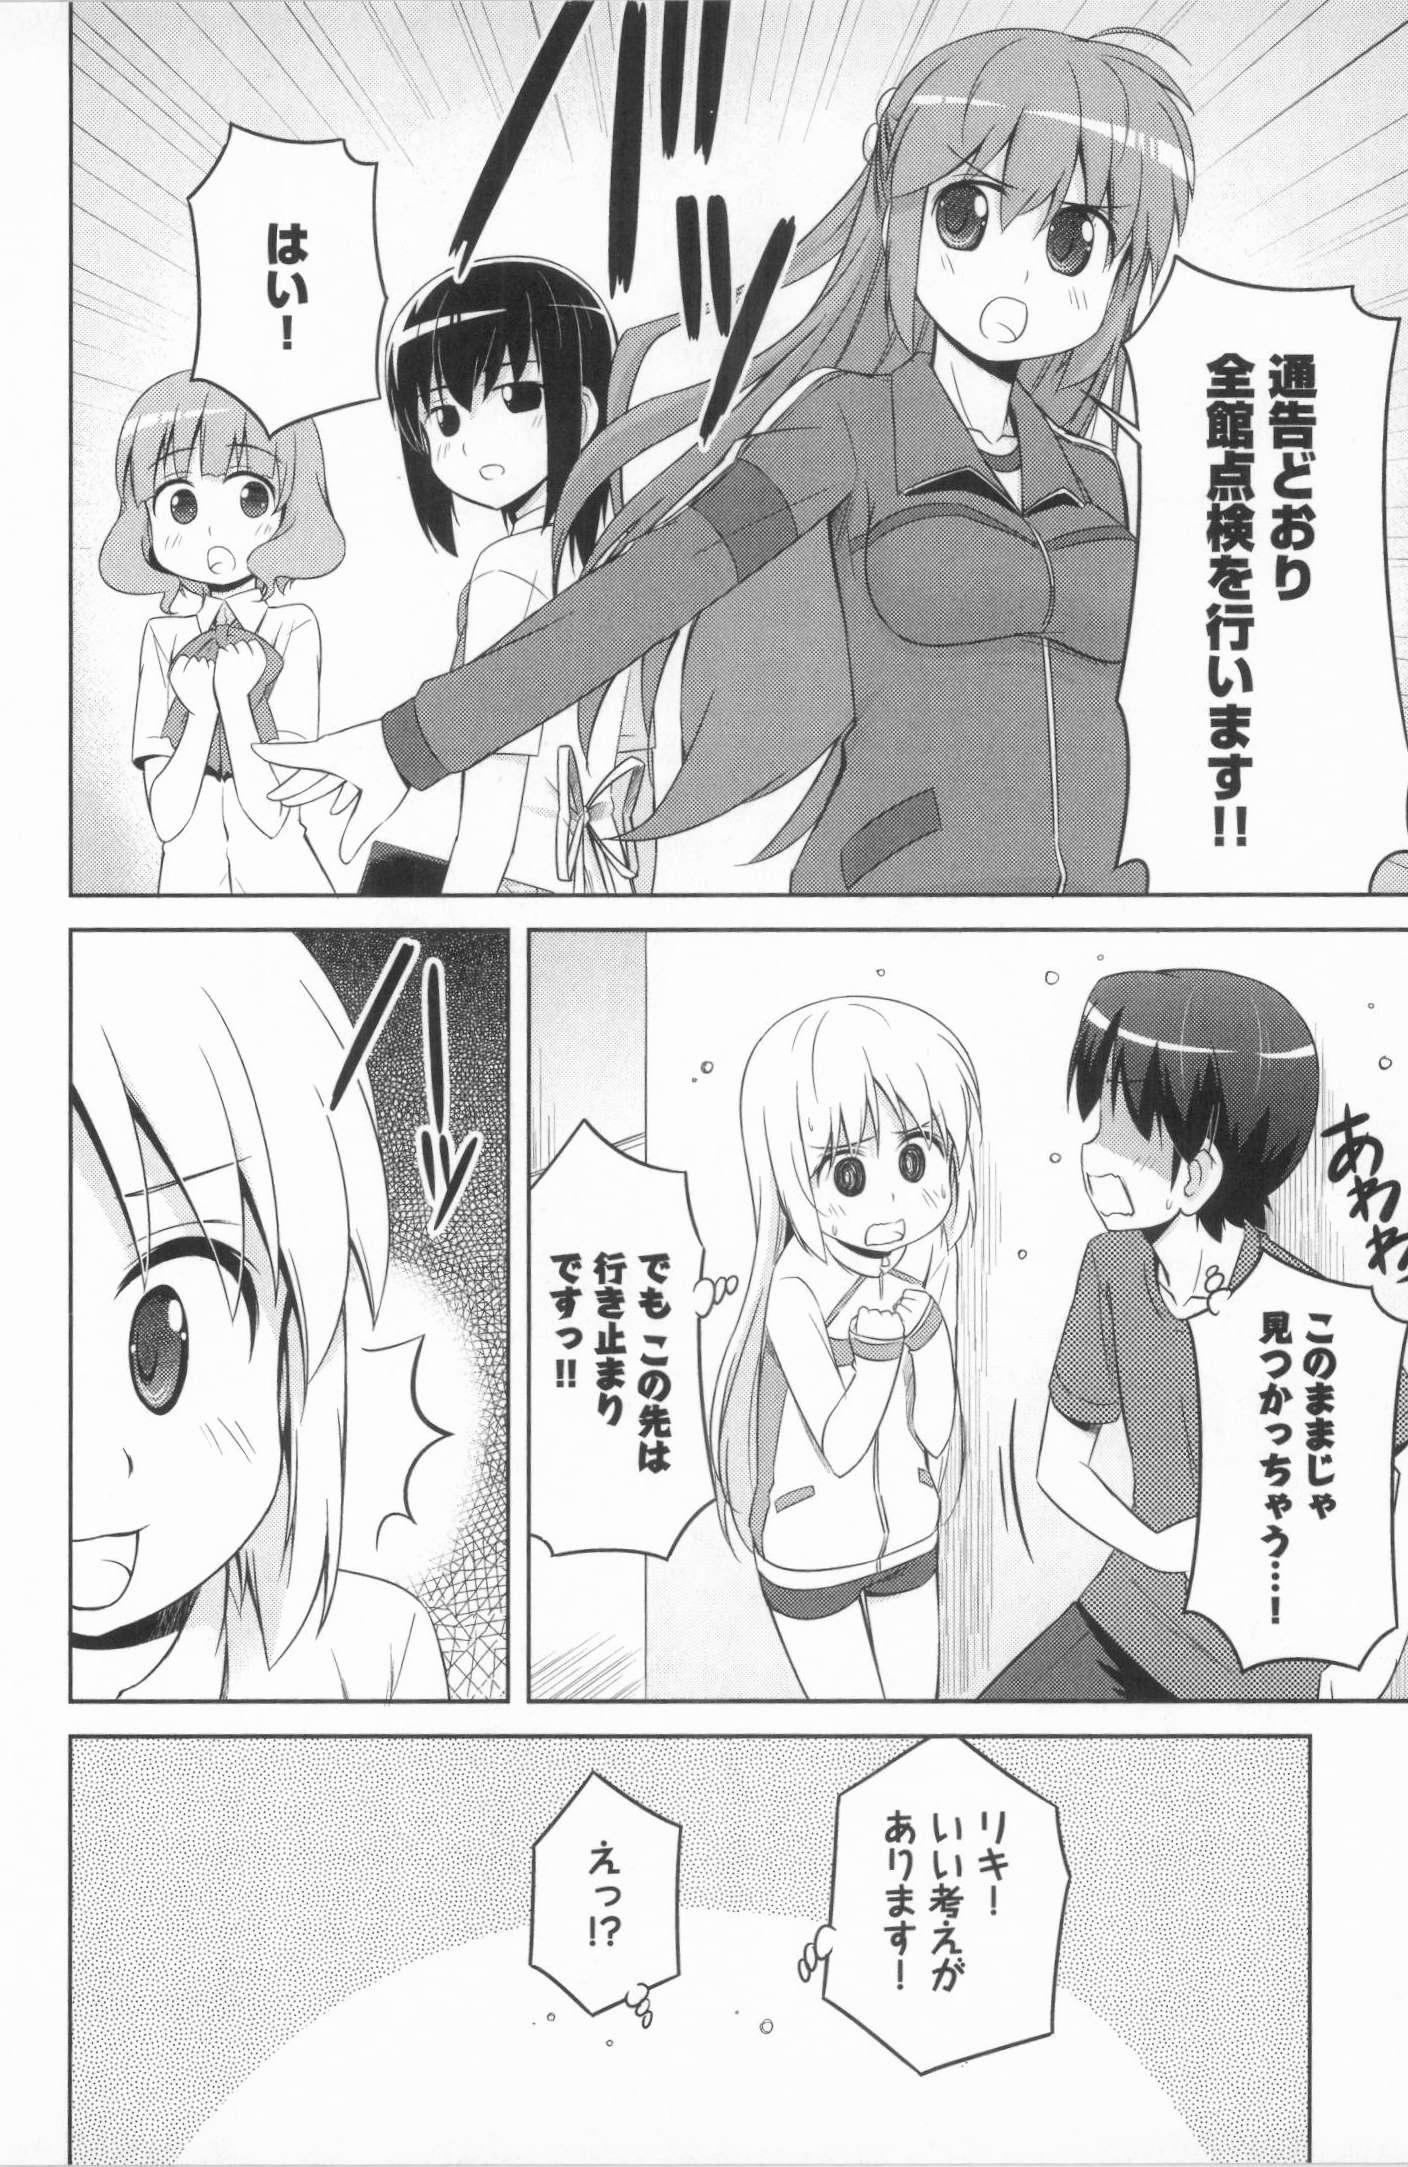 通告どおり
全館点検を行います!!
はい!
あわわ
このままじゃ
見つかっちゃう…!
でも この先は
行き止まり
ですっ!!
リキ!
いい考えが
あります!
えっ!?